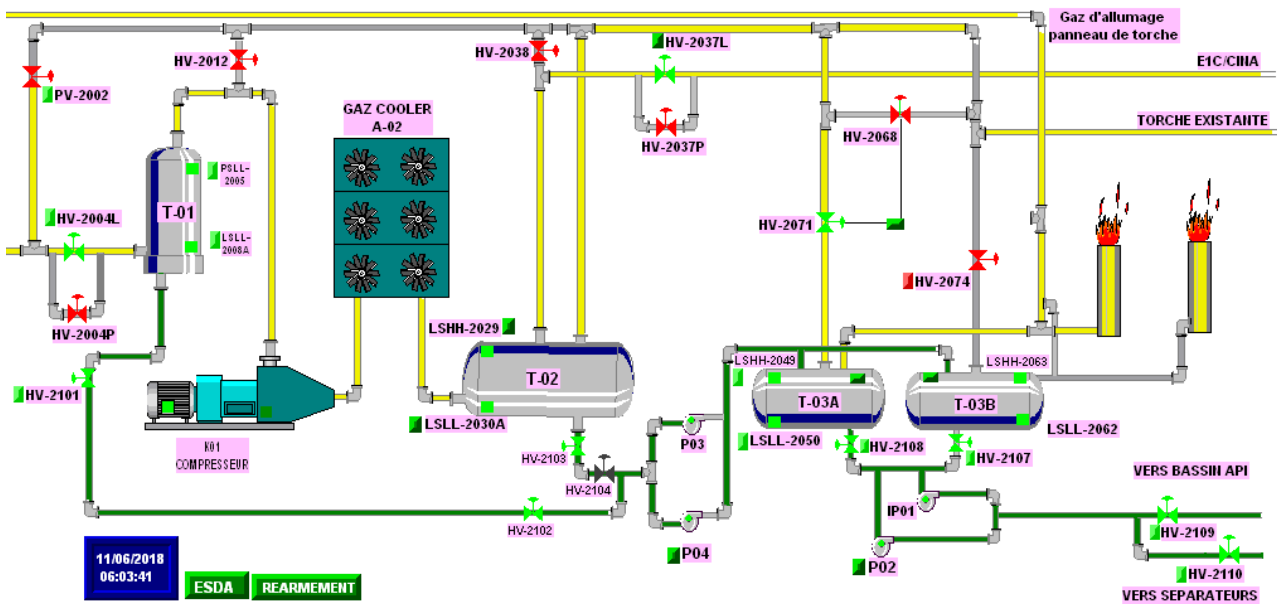 Gaz d'allumage
panneau de torche
HV-2038
HV-2037L
HV-2012
E1C/CINA
PV-2002
GAZ COOLER
A-02
TORCHE EXISTANTE
HV-2068
HV-2037P
PSLL-
2005
T-01
HV-2004L
HV-2071
LSLL-
2008A
HV-2074
HV-2004P
LSHH-2029
LSHH-2049
LSHH-2063
T-02
HV-2101
T-03A
T-03B
LSLL-2030A
LSLL-2062
P03
LSLL-2050
HV-2108
K01
COMPRESSEUR
HV-2103
HV-2107
VERS BASSIN API
HV-2104
IP01
HV-2102
HV-2109
11/06/2018
06:03:41
P04
P02
HV-2110
ESDA
REARMEMENT
VERS SEPARATEURS